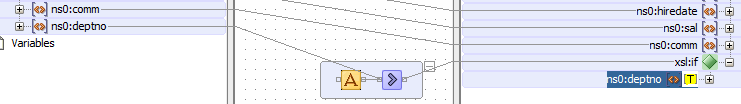 ns0:comm
ns0:deptno
Variables
A
ns0:hiredate
ns0:sal
ns0:comm
xsl:if
ns0:deptno T